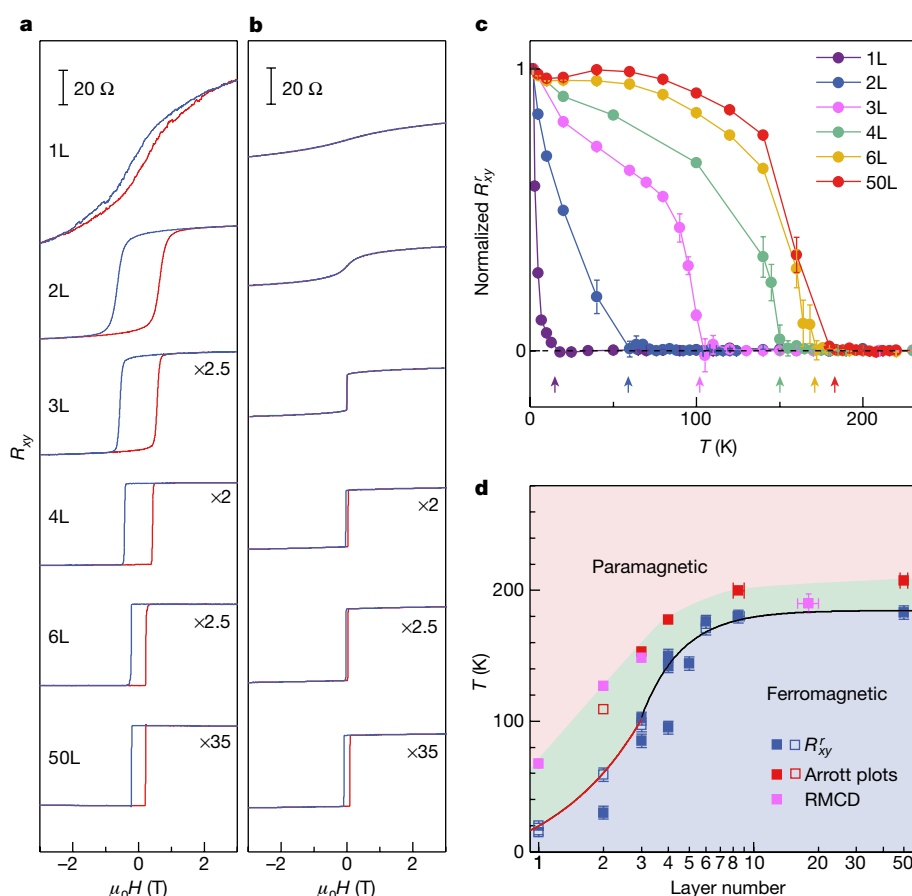 a
20 Ω
1L
2L
×2.5
3L
×2
4L
×2.5
6L
×35
50L
R_xy
−2 0 2
μ₀H (T)
b
20 Ω
×2
×2.5
×35
−2 0 2
μ₀H (T)
c
1
0
Normalized R^r_xy
1L
2L
3L
4L
6L
50L
0 100 200
T (K)
d
200
100
0
T (K)
Paramagnetic
Ferromagnetic
R^r_xy
Arrott plots
RMCD
1 2 3 4 5 6 7 8 10 20 30 50
Layer number